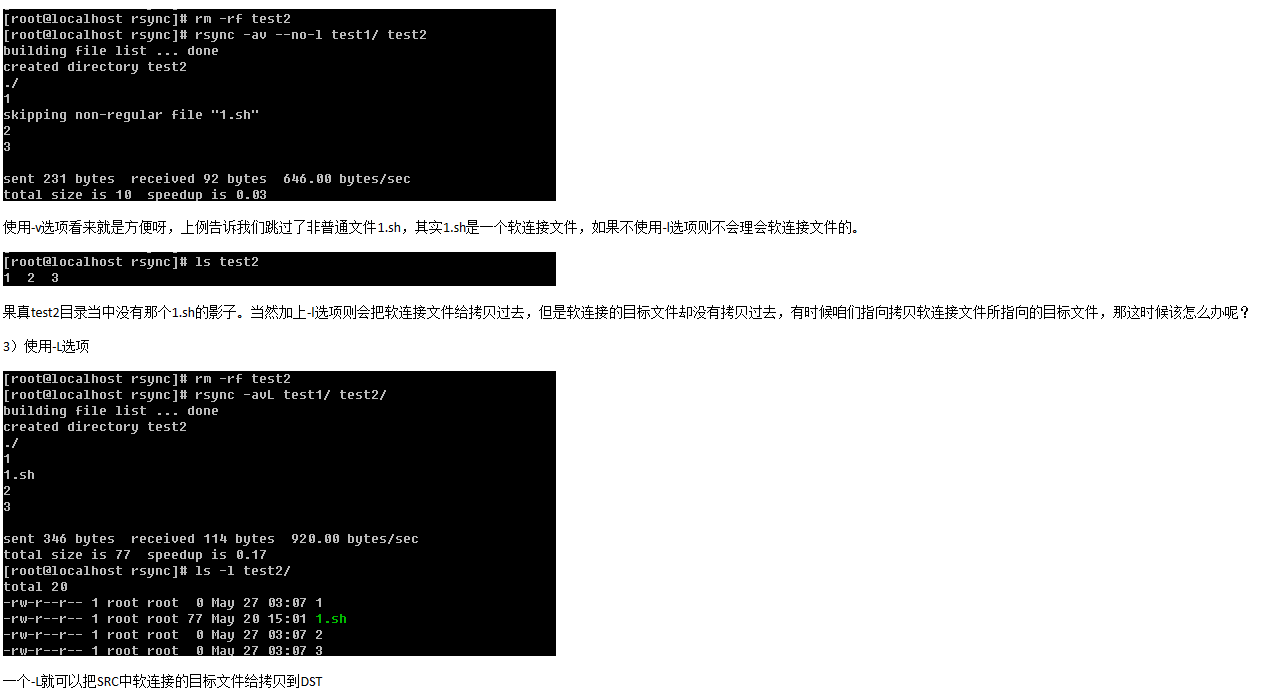 [root@localhost rsync]# rm -rf test2
[root@localhost rsync]# rsync -av --no-l test1/ test2
building file list ... done
created directory test2
./
1
skipping non-regular file "1.sh"
2
3
sent 231 bytes  received 92 bytes  646.00 bytes/sec
total size is 10  speedup is 0.03
使用-v选项看来就是方便呀，上例告诉我们跳过了非普通文件1.sh，其实1.sh是一个软连接文件，如果不使用-l选项则不会理会软连接文件的。
[root@localhost rsync]# ls test2
1  2  3
果真test2目录当中没有那个1.sh的影子。当然加上-l选项则会把软连接文件给拷贝过去，但是软连接的目标文件却没有拷贝过去，有时候咱们指向拷贝软连接文件所指向的目标文件，那这时候该怎么办呢？
3）使用-L选项
[root@localhost rsync]# rm -rf test2
[root@localhost rsync]# rsync -avL test1/ test2/
building file list ... done
created directory test2
./
1
1.sh
2
3
sent 346 bytes  received 114 bytes  920.00 bytes/sec
total size is 77  speedup is 0.17
[root@localhost rsync]# ls -l test2/
total 20
-rw-r--r-- 1 root root  0 May 27 03:07 1
-rw-r--r-- 1 root root 77 May 20 15:01 1.sh
-rw-r--r-- 1 root root  0 May 27 03:07 2
-rw-r--r-- 1 root root  0 May 27 03:07 3
一个-L就可以把SRC中软连接的目标文件给拷贝到DST